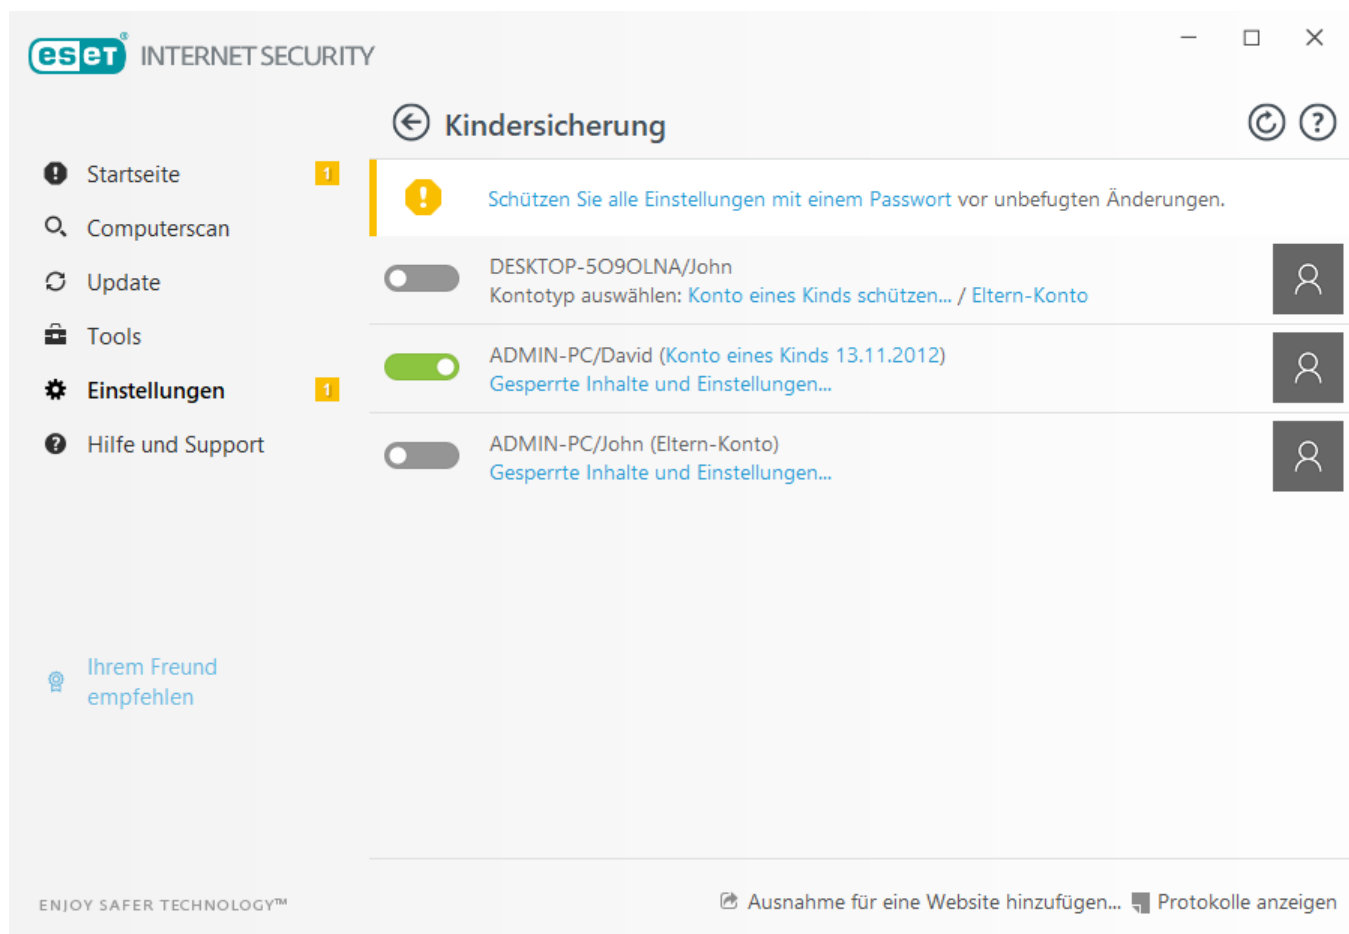 eset® INTERNET SECURITY
Kindersicherung
Startseite 1
Computerscan
Update
Tools
Einstellungen 1
Hilfe und Support
Ihrem Freund
empfehlen
Schützen Sie alle Einstellungen mit einem Passwort vor unbefugten Änderungen.
DESKTOP-5O9OLNA/John
Kontotyp auswählen: Konto eines Kinds schützen... / Eltern-Konto
ADMIN-PC/David (Konto eines Kinds 13.11.2012)
Gesperrte Inhalte und Einstellungen...
ADMIN-PC/John (Eltern-Konto)
Gesperrte Inhalte und Einstellungen...
ENJOY SAFER TECHNOLOGY™
Ausnahme für eine Website hinzufügen... Protokolle anzeigen